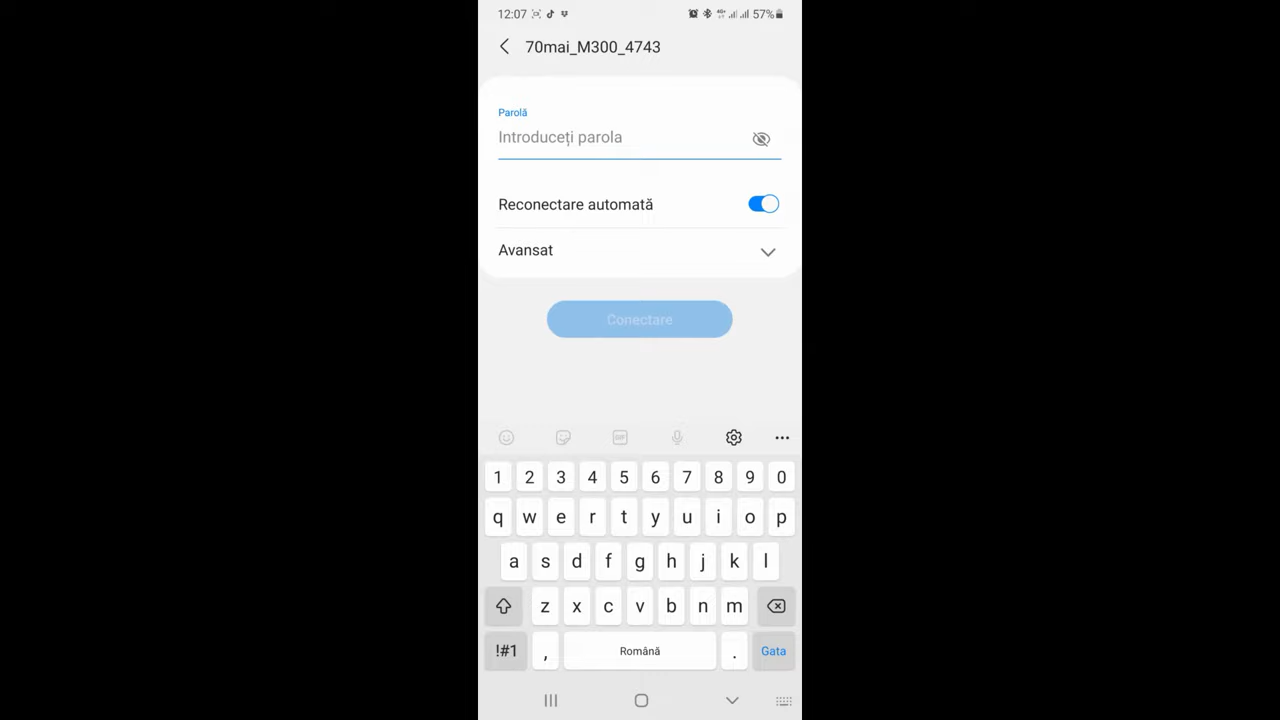 12:07 57%
70mai_M300_4743
Parolă
Introduceți parola
Reconectare automată
Avansat
Conectare
GIF
1 2 3 4 5 6 7 8 9 0
q w e r t y u i o p
a s d f g h j k l
z x c v b n m
!#1 , Română . Gata